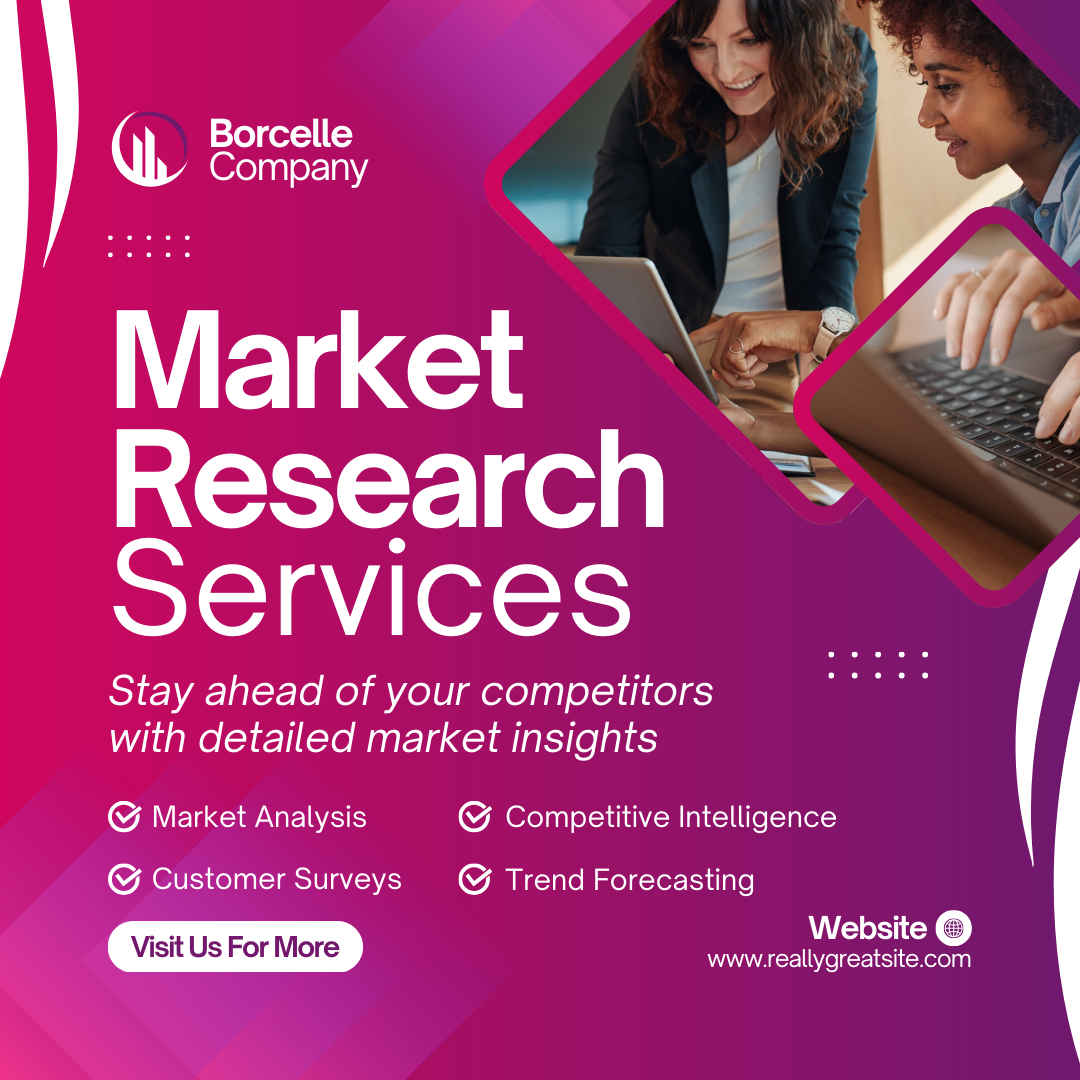 Borcelle
Company
Market
Research
Services
Stay ahead of your competitors
with detailed market insights
Market Analysis
Competitive Intelligence
Customer Surveys
Trend Forecasting
Visit Us For More
Website
www.reallygreatsite.com